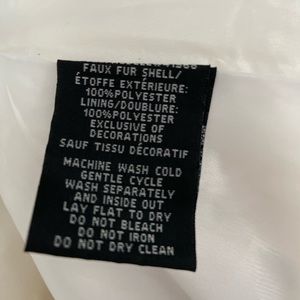 FAUX FUR SHELL/
ÉTOFFE EXTÉRIEURE:
100%POLYESTER
LINING/DOUBLURE:
100%POLYESTER
EXCLUSIVE OF
DECORATIONS
SAUF TISSU DÉCORATIF
MACHINE WASH COLD
GENTLE CYCLE
WASH SEPARATELY
AND INSIDE OUT
LAY FLAT TO DRY
DO NOT BLEACH
DO NOT IRON
DO NOT DRY CLEAN